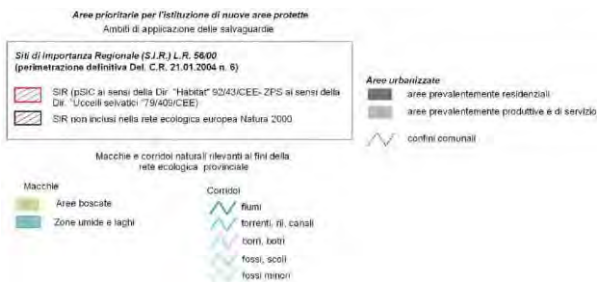 Aree prioritarie per l'istituzione di nuove aree protette
Ambiti di applicazione delle salvaguardie
Siti di Importanza Regionale (S.I.R.) L.R. 56/00
(perimetrazione definitiva Del. C.R. 21.01.2004 n. 6)
SIR (pSIC ai sensi della Dir. "Habitat" 92/43/CEE- ZPS ai sensi della
Dir. "Uccelli selvatici "79/409/CEE)
SIR non inclusi nella rete ecologica europea Natura 2000
Macchie e corridoi naturali rilevanti ai fini della
rete ecologica provinciale
Macchie
Aree boscate
Zone umide e laghi
Corridoi
fiumi
torrenti, rii, canali
borri, botri
fossi, scoli
fossi minori
Aree urbanizzate
aree prevalentemente residenziali
aree prevalentemente produttive e di servizio
confini comunali